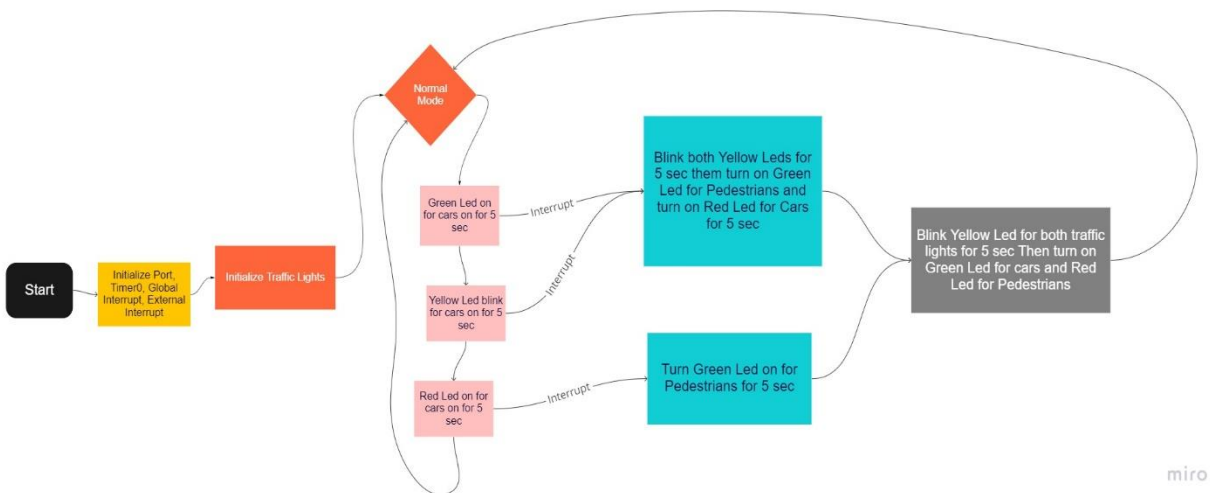 Start
Initialize Port,
Timer0, Global
Interrupt, External
Interrupt
Initialize Traffic Lights
Normal
Mode
Green Led on
for cars on for 5
sec
Yellow Led blink
for cars on for 5
sec
Red Led on for
cars on for 5
sec
Interrupt
Interrupt
Interrupt
Blink both Yellow Leds for
5 sec them turn on Green
Led for Pedestrians and
turn on Red Led for Cars
for 5 sec
Turn Green Led on for
Pedestrians for 5 sec
Blink Yellow Led for both traffic
lights for 5 sec Then turn on
Green Led for cars and Red
Led for Pedestrians
miro